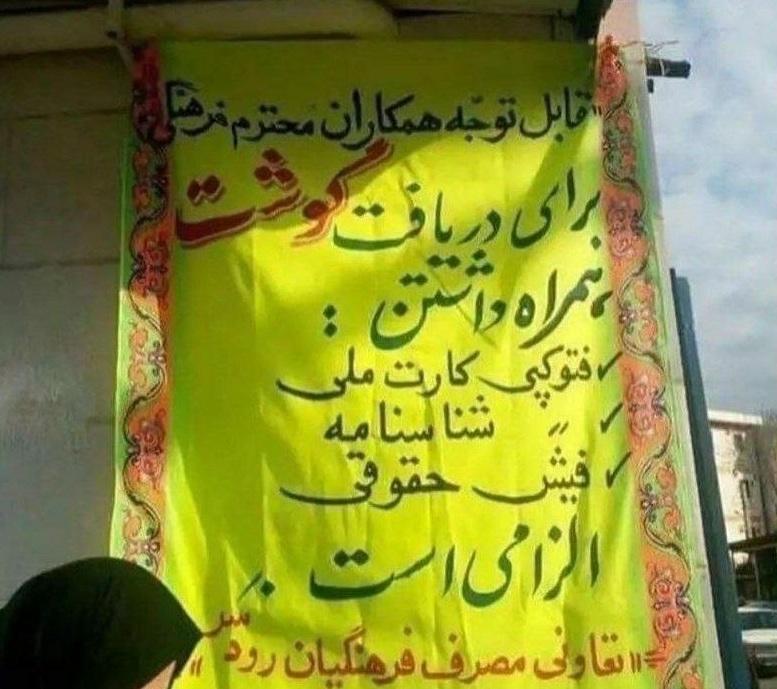 "قابل توجّه همکاران محترم فرهنگی
برای دریافت گوشت
همراه داشتن :
✓ فتوکپی کارت ملی
✓ 〃 شناسنامه
✓ فیش حقوقی
الزامی است .
"تعاونی مصرف فرهنگیان رودسر"